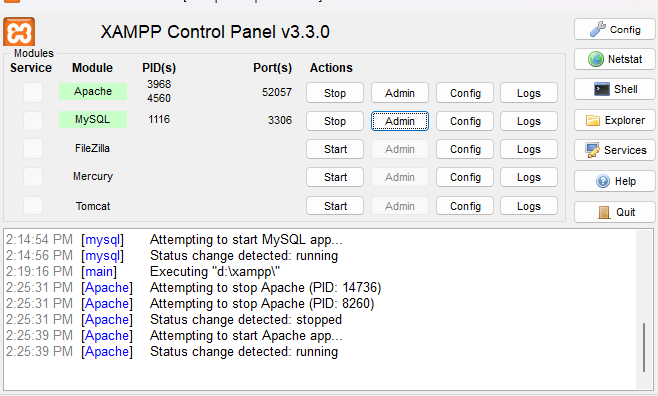 XAMPP Control Panel v3.3.0
Modules
Service Module PID(s) Port(s) Actions
Apache 3968 4560 52057 Stop Admin Config Logs
MySQL 1116 3306 Stop Admin Config Logs
FileZilla Start Admin Config Logs
Mercury Start Admin Config Logs
Tomcat Start Admin Config Logs
Config
Netstat
Shell
Explorer
Services
Help
Quit
2:14:54 PM [mysql] Attempting to start MySQL app...
2:14:56 PM [mysql] Status change detected: running
2:19:16 PM [main] Executing "d:\xampp\"
2:25:31 PM [Apache] Attempting to stop Apache (PID: 14736)
2:25:31 PM [Apache] Attempting to stop Apache (PID: 8260)
2:25:31 PM [Apache] Status change detected: stopped
2:25:39 PM [Apache] Attempting to start Apache app...
2:25:39 PM [Apache] Status change detected: running